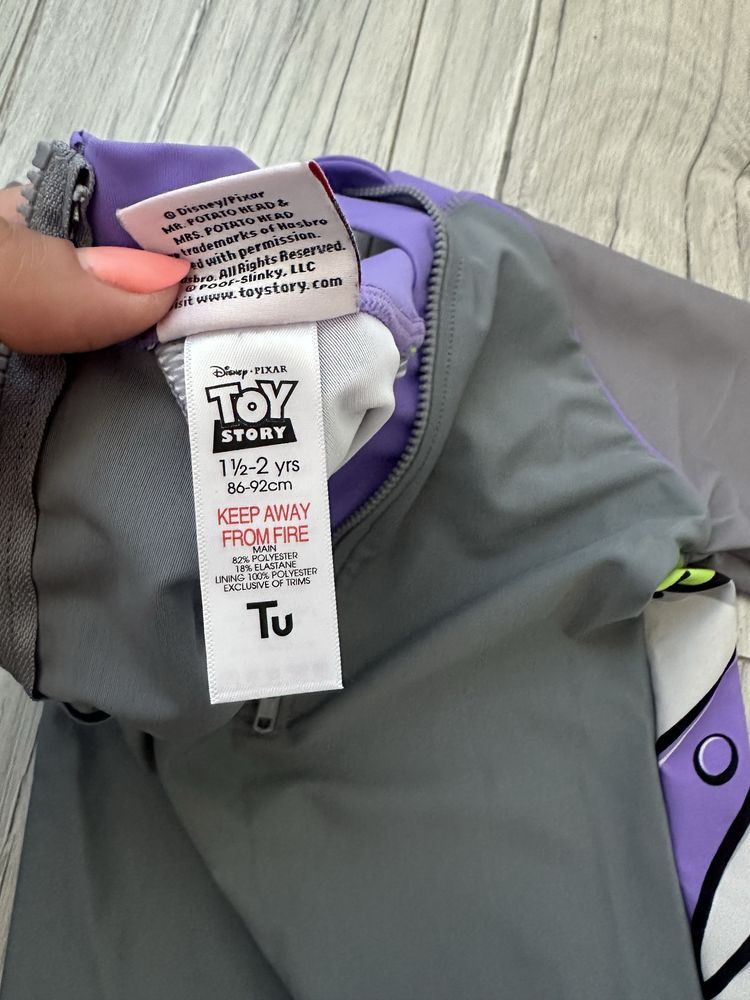 © Disney/Pixar
MR. POTATO HEAD &
MRS. POTATO HEAD
trademarks of Hasbro
with permission.
All Rights Reserved.
© POOF-Slinky, LLC
www.toystory.com
Disney • PIXAR
TOY
STORY
1½-2 yrs
86-92cm
KEEP AWAY
FROM FIRE
MAIN
82% POLYESTER
18% ELASTANE
LINING 100% POLYESTER
EXCLUSIVE OF TRIMS
Tu